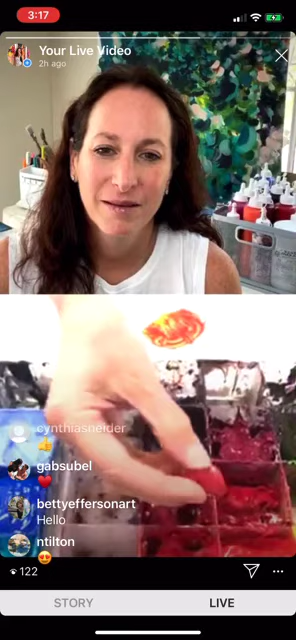 3:17
Your Live Video
2h ago
cynthiasneider
👍
gabsubel
❤️
bettyeffersonart
Hello
ntilton
😍
122
STORY
LIVE